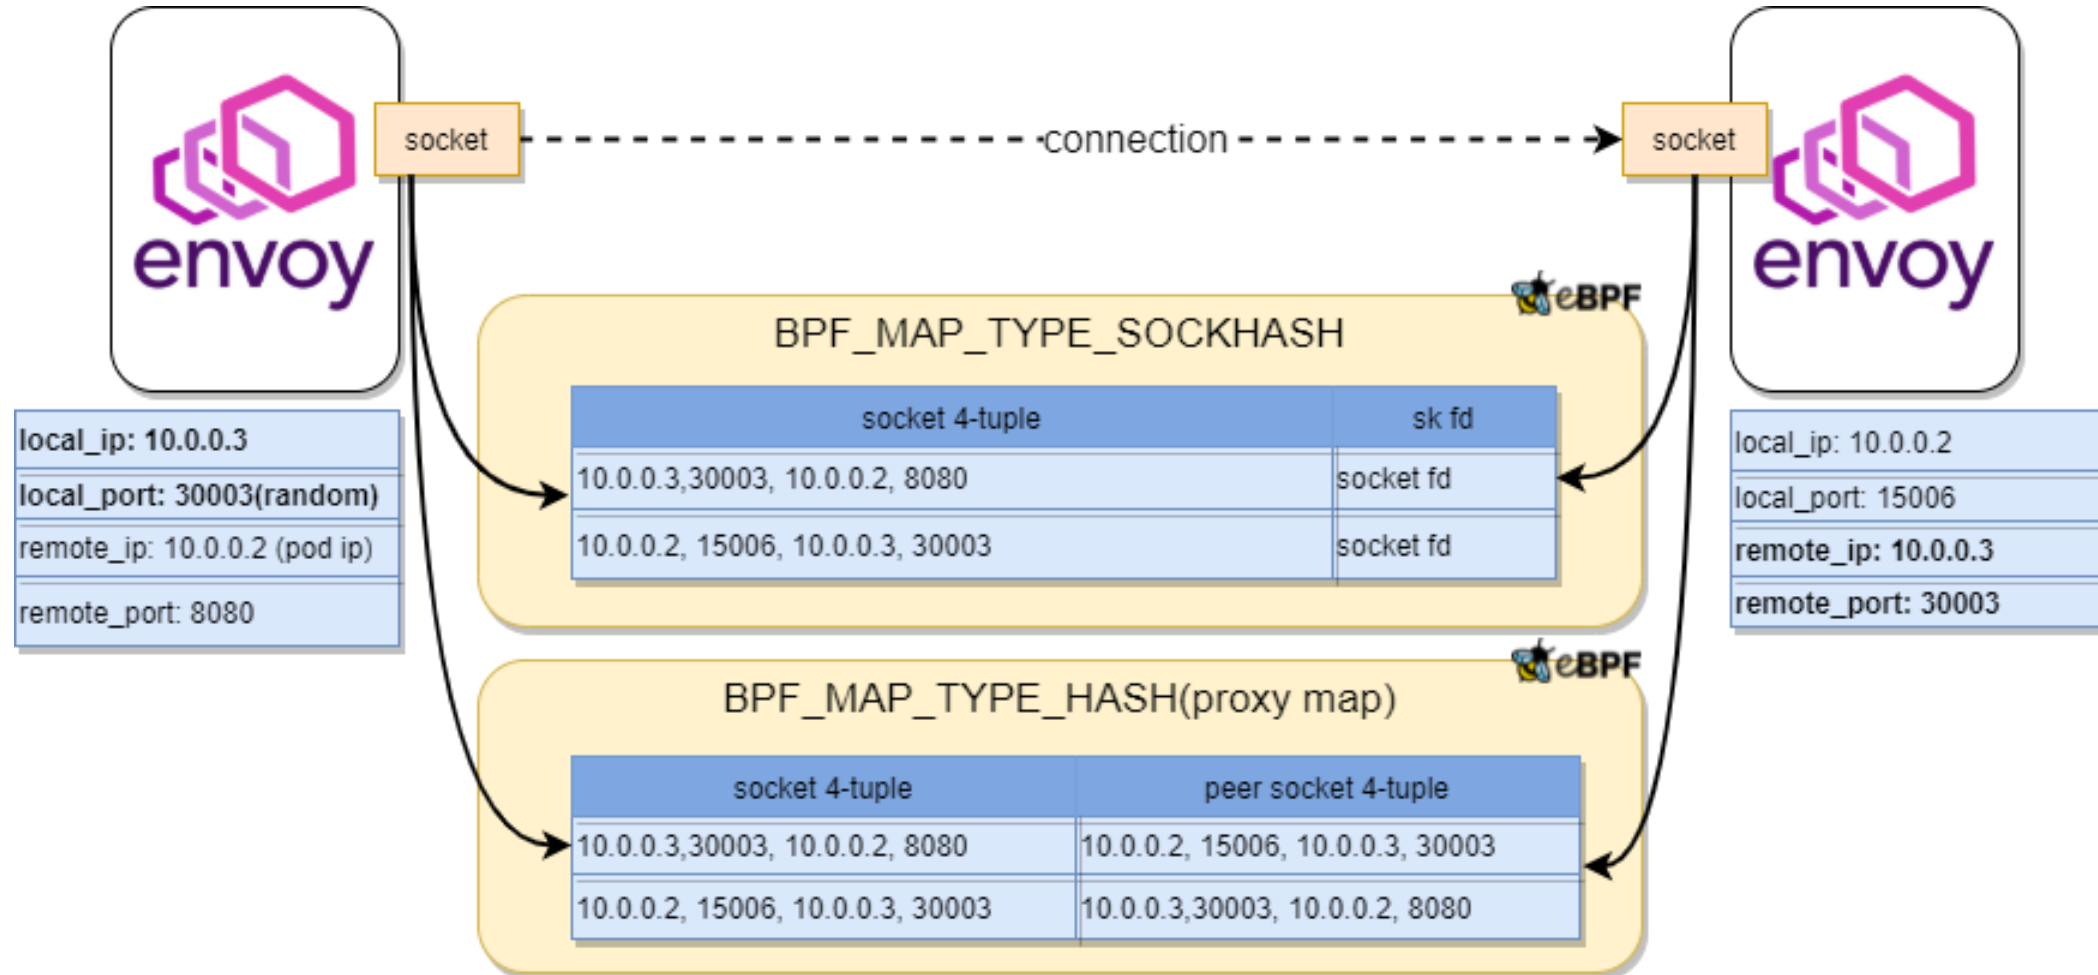 socket
connection
socket
envoy
envoy
local_ip: 10.0.0.3
local_port: 30003(random)
remote_ip: 10.0.0.2 (pod ip)
remote_port: 8080
eBPF
BPF_MAP_TYPE_SOCKHASH
socket 4-tuple sk fd
10.0.0.3,30003, 10.0.0.2, 8080 socket fd
10.0.0.2, 15006, 10.0.0.3, 30003 socket fd
local_ip: 10.0.0.2
local_port: 15006
remote_ip: 10.0.0.3
remote_port: 30003
eBPF
BPF_MAP_TYPE_HASH(proxy map)
socket 4-tuple peer socket 4-tuple
10.0.0.3,30003, 10.0.0.2, 8080 10.0.0.2, 15006, 10.0.0.3, 30003
10.0.0.2, 15006, 10.0.0.3, 30003 10.0.0.3,30003, 10.0.0.2, 8080